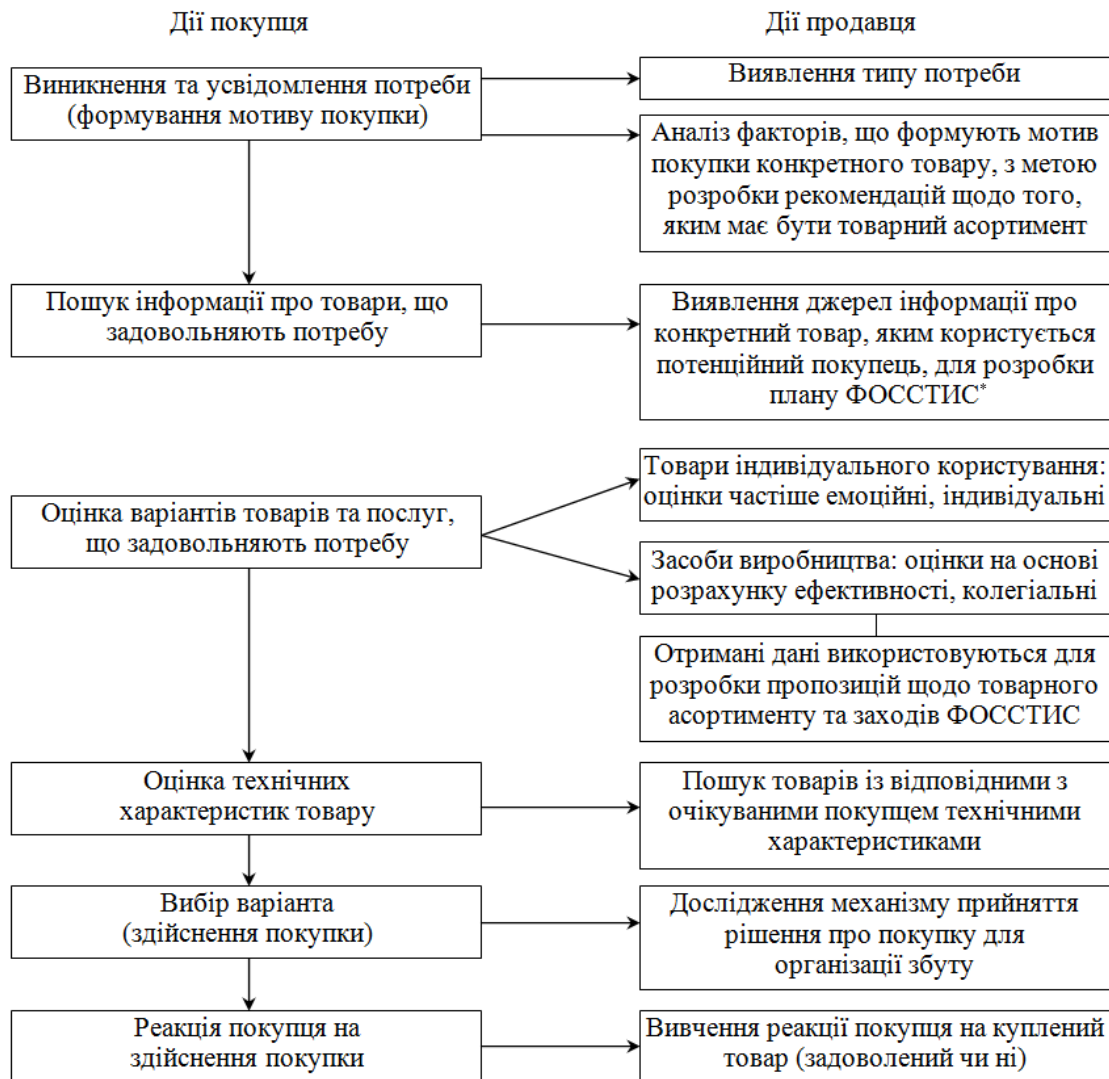 Дії покупця
Дії продавця
Виникнення та усвідомлення потреби
(формування мотиву покупки)
Виявлення типу потреби
Аналіз факторів, що формують мотив
покупки конкретного товару, з метою
розробки рекомендацій щодо того,
яким має бути товарний асортимент
Пошук інформації про товари, що
задовольняють потребу
Виявлення джерел інформації про
конкретний товар, яким користується
потенційний покупець, для розробки
плану ФОССТИС*
Оцінка варіантів товарів та послуг,
що задовольняють потребу
Товари індивідуального користування:
оцінки частіше емоційні, індивідуальні
Засоби виробництва: оцінки на основі
розрахунку ефективності, колегіальні
Отримані дані використовуються для
розробки пропозицій щодо товарного
асортименту та заходів ФОССТИС
Оцінка технічних
характеристик товару
Пошук товарів із відповідними з
очікуваними покупцем технічними
характеристиками
Вибір варіанта
(здійснення покупки)
Дослідження механізму прийняття
рішення про покупку для
організації збуту
Реакція покупця на
здійснення покупки
Вивчення реакції покупця на куплений
товар (задоволений чи ні)